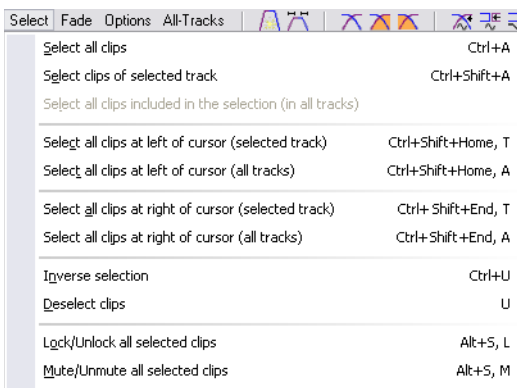 Select Fade Options All-Tracks
Select all clips Ctrl+A
Select clips of selected track Ctrl+Shift+A
Select all clips included in the selection (in all tracks)
Select all clips at left of cursor (selected track) Ctrl+Shift+Home, T
Select all clips at left of cursor (all tracks) Ctrl+Shift+Home, A
Select all clips at right of cursor (selected track) Ctrl+ Shift+End, T
Select all clips at right of cursor (all tracks) Ctrl+Shift+End, A
Inverse selection Ctrl+U
Deselect clips U
Lock/Unlock all selected clips Alt+S, L
Mute/Unmute all selected clips Alt+S, M